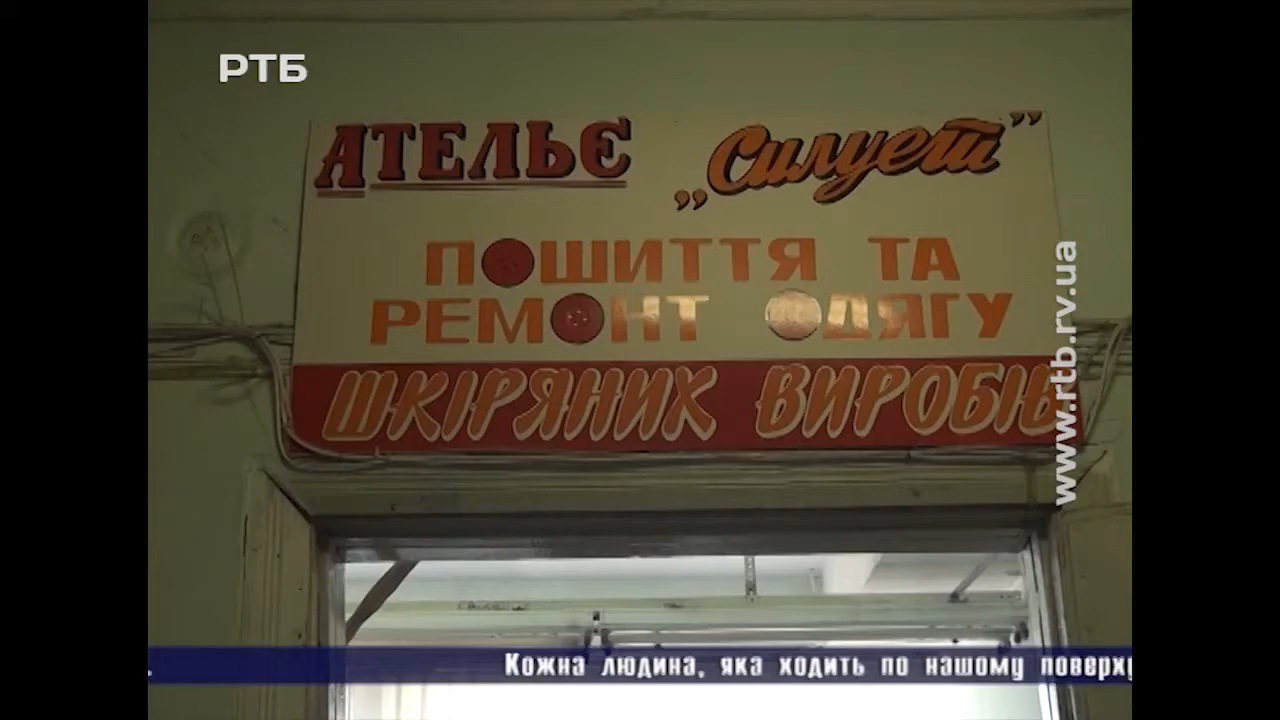 РТБ
АТЕЛЬЄ „Силует”
ПОШИТТЯ ТА
РЕМОНТ ОДЯГУ
ШКІРЯНИХ ВИРОБІВ
www.rtb.rv.ua
Кожна людина, яка ходить по нашому поверху